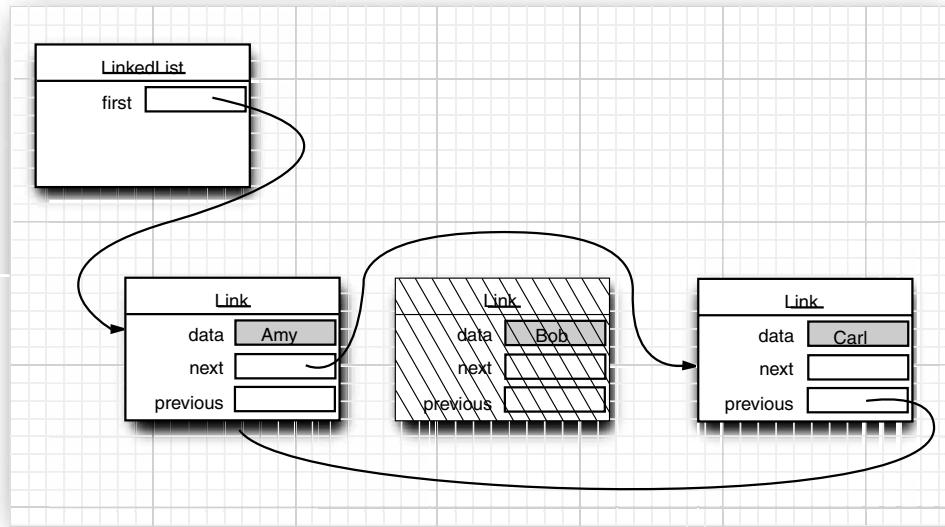 LinkedList
first
Link
data Amy
next
previous
Link
data Bob
next
previous
Link
data Carl
next
previous